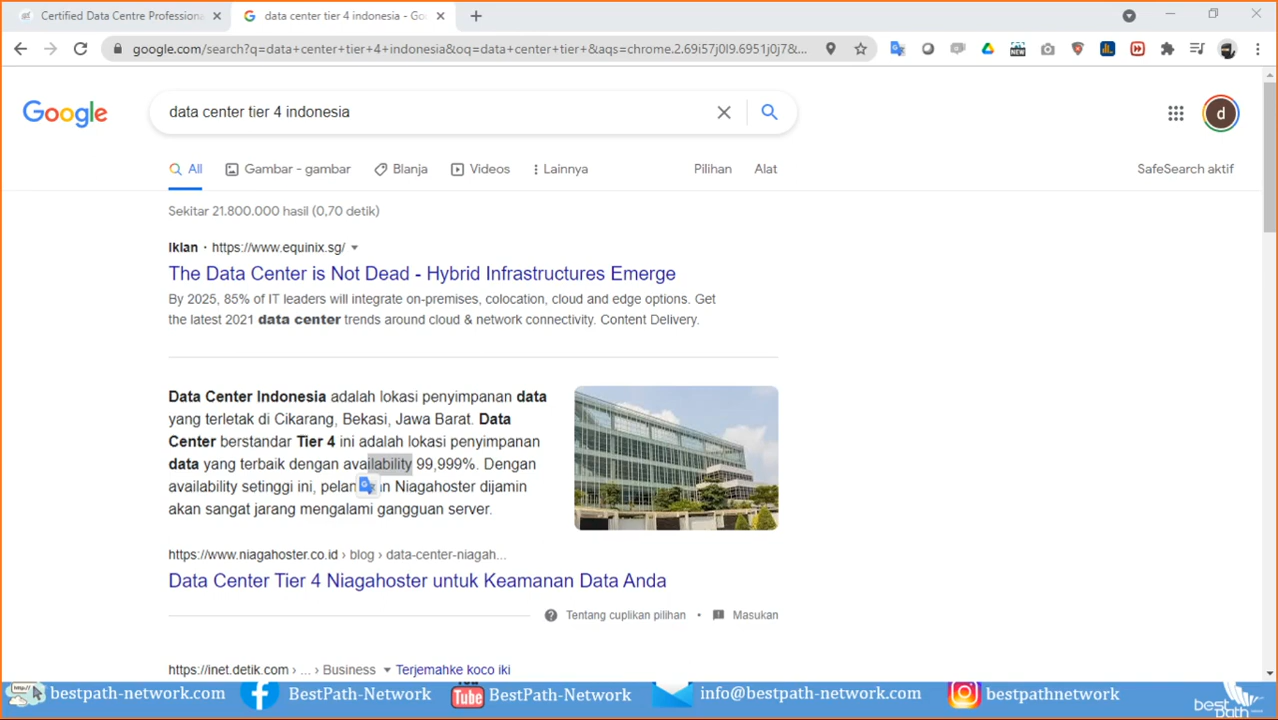 Certified Data Centre Professiona
data center tier 4 indonesia - Go
google.com/search?q=data+center+tier+4+indonesia&oq=data+center+tier+&aqs=chrome.2.69i57j0l9.6951j0j7&...
NEW
Google
data center tier 4 indonesia
d
All
Gambar - gambar
Blanja
Videos
Lainnya
Pilihan
Alat
SafeSearch aktif
Sekitar 21.800.000 hasil (0,70 detik)
Iklan · https://www.equinix.sg/
The Data Center is Not Dead - Hybrid Infrastructures Emerge
By 2025, 85% of IT leaders will integrate on-premises, colocation, cloud and edge options. Get
the latest 2021 data center trends around cloud & network connectivity. Content Delivery.
Data Center Indonesia adalah lokasi penyimpanan data
yang terletak di Cikarang, Bekasi, Jawa Barat. Data
Center berstandar Tier 4 ini adalah lokasi penyimpanan
data yang terbaik dengan availability 99,999%. Dengan
availability setinggi ini, pelan n Niagahoster dijamin
akan sangat jarang mengalami gangguan server.
https://www.niagahoster.co.id › blog › data-center-niagah...
Data Center Tier 4 Niagahoster untuk Keamanan Data Anda
Tentang cuplikan pilihan • Masukan
https://inet.detik.com › ... › Business Terjemahke koco iki
http://
bestpath-network.com
BestPath-Network
You
Tube
BestPath-Network
info@bestpath-network.com
bestpathnetwork
best
path